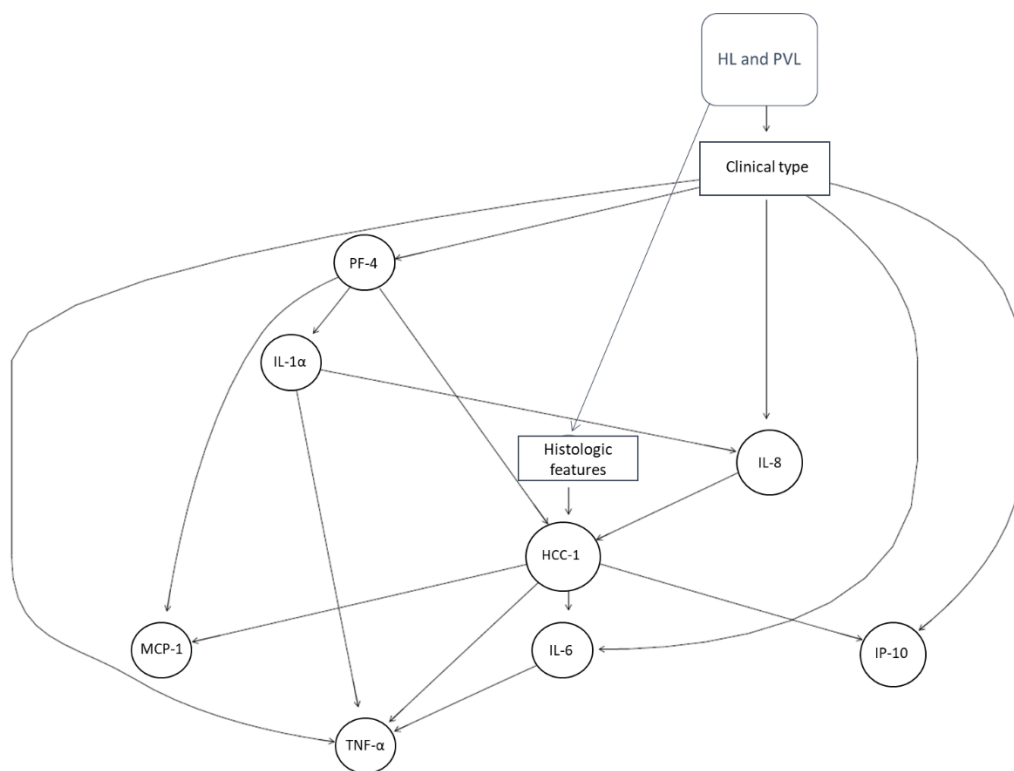 HL and PVL
Clinical type
PF-4
IL-1α
Histologic
features
IL-8
HCC-1
MCP-1
IL-6
IP-10
TNF-α